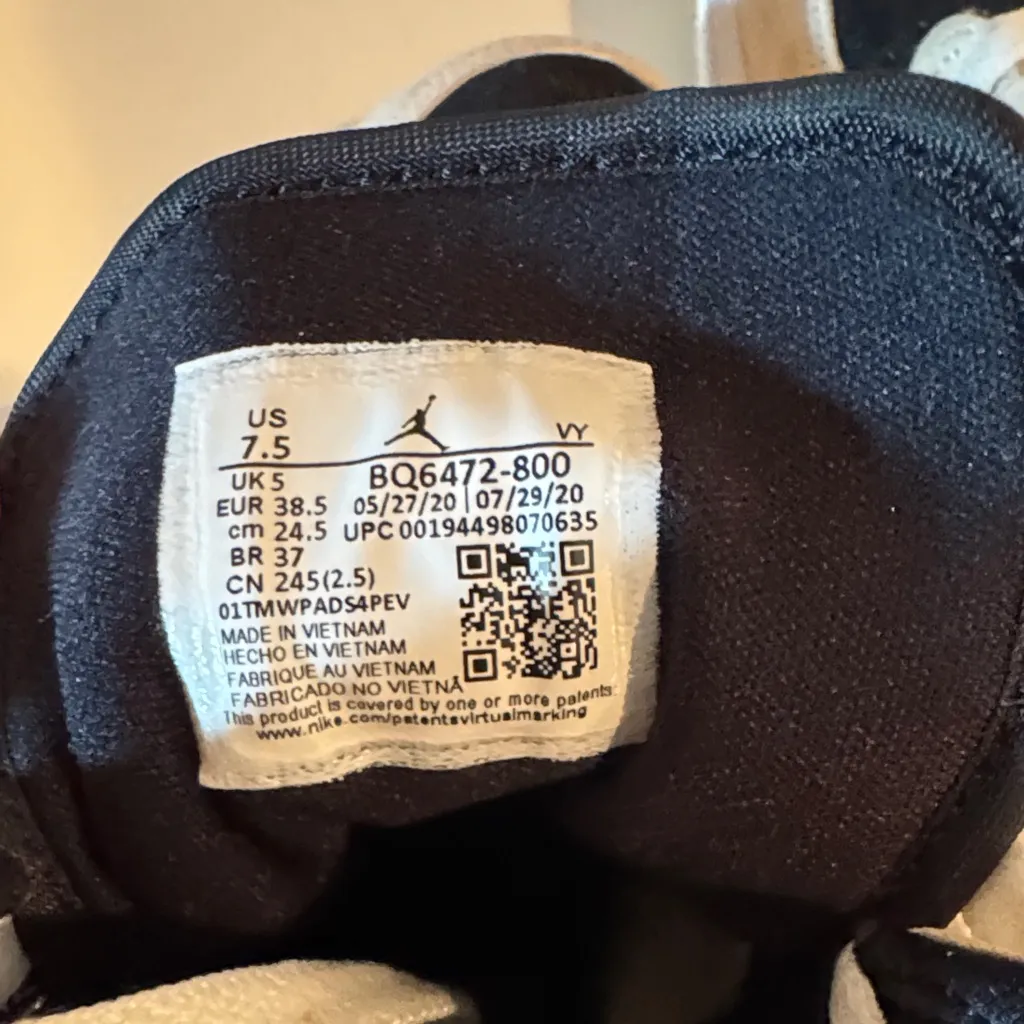 US
7.5
VY
UK 5
BQ6472-800
EUR 38.5
05/27/20 | 07/29/20
cm 24.5
UPC 00194498070635
BR 37
CN 245(2.5)
01TMWPADS4PEV
MADE IN VIETNAM
HECHO EN VIETNAM
FABRIQUE AU VIETNAM
FABRICADO NO VIETNÃ
This product is covered by one or more patents:
www.nike.com/patentsvirtualmarking